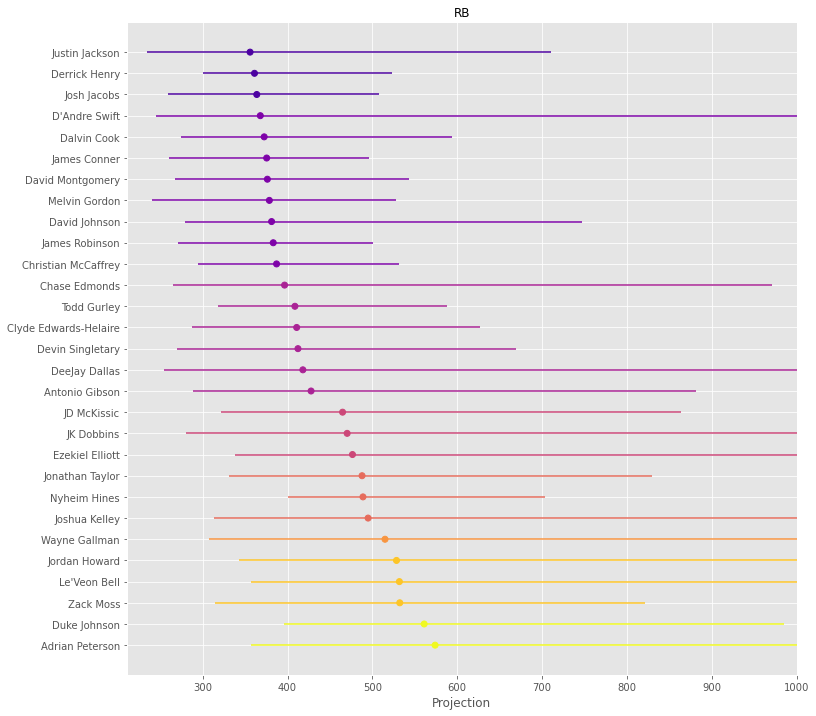 RB
Justin Jackson
Derrick Henry
Josh Jacobs
D'Andre Swift
Dalvin Cook
James Conner
David Montgomery
Melvin Gordon
David Johnson
James Robinson
Christian McCaffrey
Chase Edmonds
Todd Gurley
Clyde Edwards-Helaire
Devin Singletary
DeeJay Dallas
Antonio Gibson
JD McKissic
JK Dobbins
Ezekiel Elliott
Jonathan Taylor
Nyheim Hines
Joshua Kelley
Wayne Gallman
Jordan Howard
Le'Veon Bell
Zack Moss
Duke Johnson
Adrian Peterson
300 400 500 600 700 800 900 1000
Projection